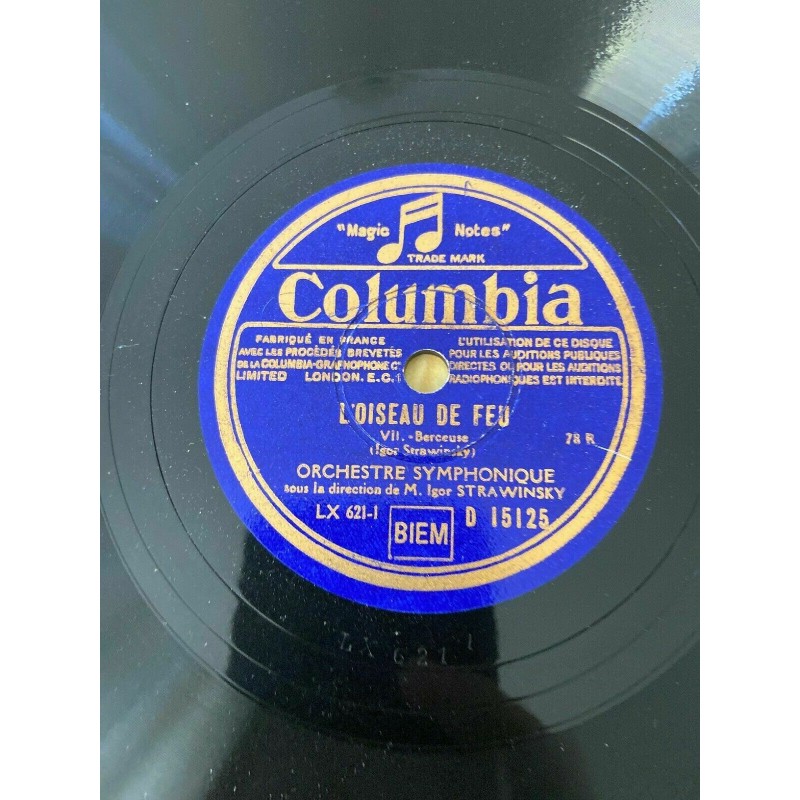 "Magic Notes"
TRADE MARK
Columbia
FABRIQUÉ EN FRANCE
AVEC LES PROCÉDÉS BREVETÉS
DE LA COLUMBIA-GRAFNOPHONE Cº,
LIMITED LONDON. E.C.1
L'UTILISATION DE CE DISQUE
POUR LES AUDITIONS PUBLIQUES
DIRECTES OU POUR LES AUDITIONS
RADIOPHONIQUES EST INTERDITE
L'OISEAU DE FEU
VII. -Berceuse
(Igor Strawinsky)
78 R
ORCHESTRE SYMPHONIQUE
sous la direction de M. Igor STRAWINSKY
LX 621-1 BIEM D 15125
LX 621 1